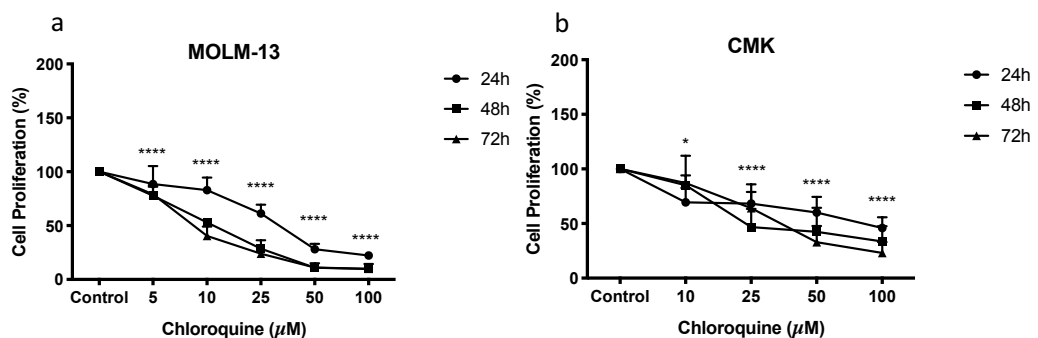 a
MOLM-13
200
150
100
50
0
Cell Proliferation (%)
****
****
****
****
****
Control 5 10 25 50 100
Chloroquine (μM)
24h
48h
72h
b
CMK
200
150
100
50
0
Cell Proliferation (%)
*
****
****
****
Control 10 25 50 100
Chloroquine (μM)
24h
48h
72h